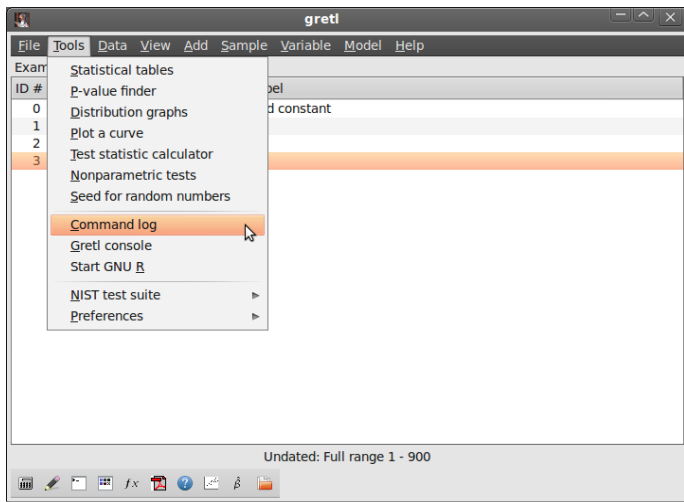 gretl
File Tools Data View Add Sample Variable Model Help
Exam
ID # bel
0 d constant
1
2
3
Statistical tables
P-value finder
Distribution graphs
Plot a curve
Test statistic calculator
Nonparametric tests
Seed for random numbers
Command log
Gretl console
Start GNU R
NIST test suite
Preferences
Undated: Full range 1 - 900
fx ? β̂